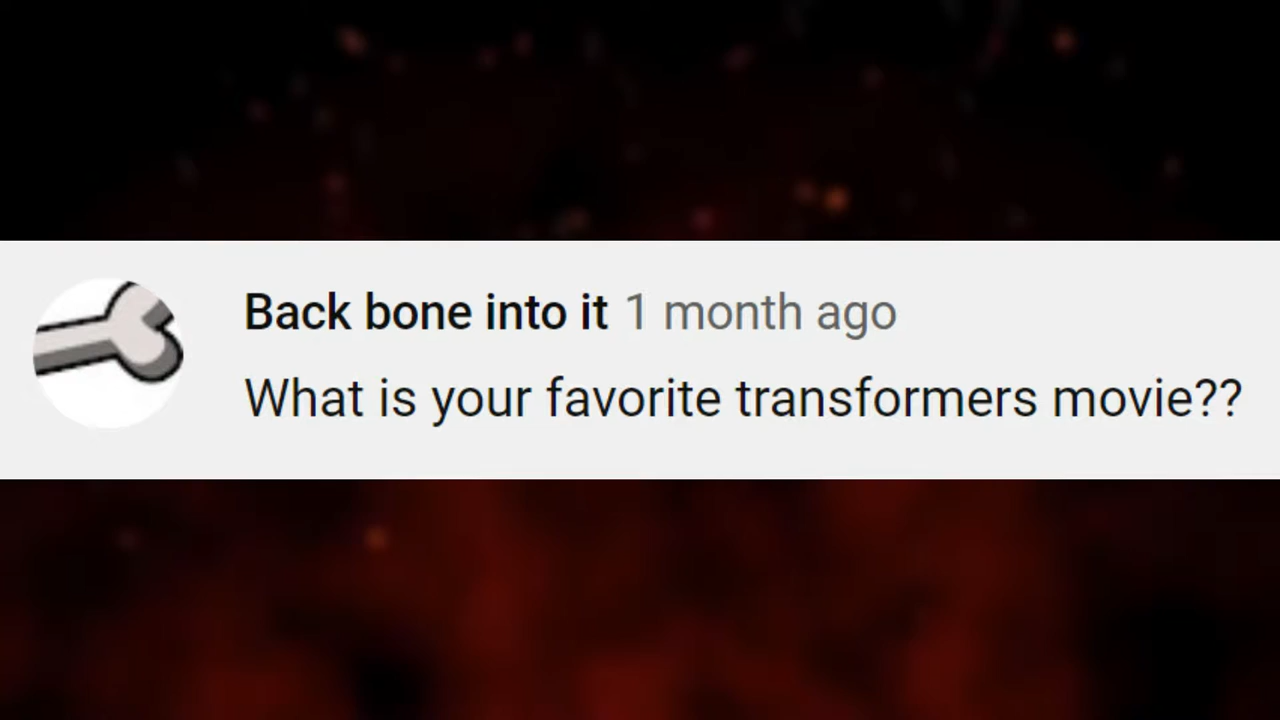 Back bone into it 1 month ago
What is your favorite transformers movie??